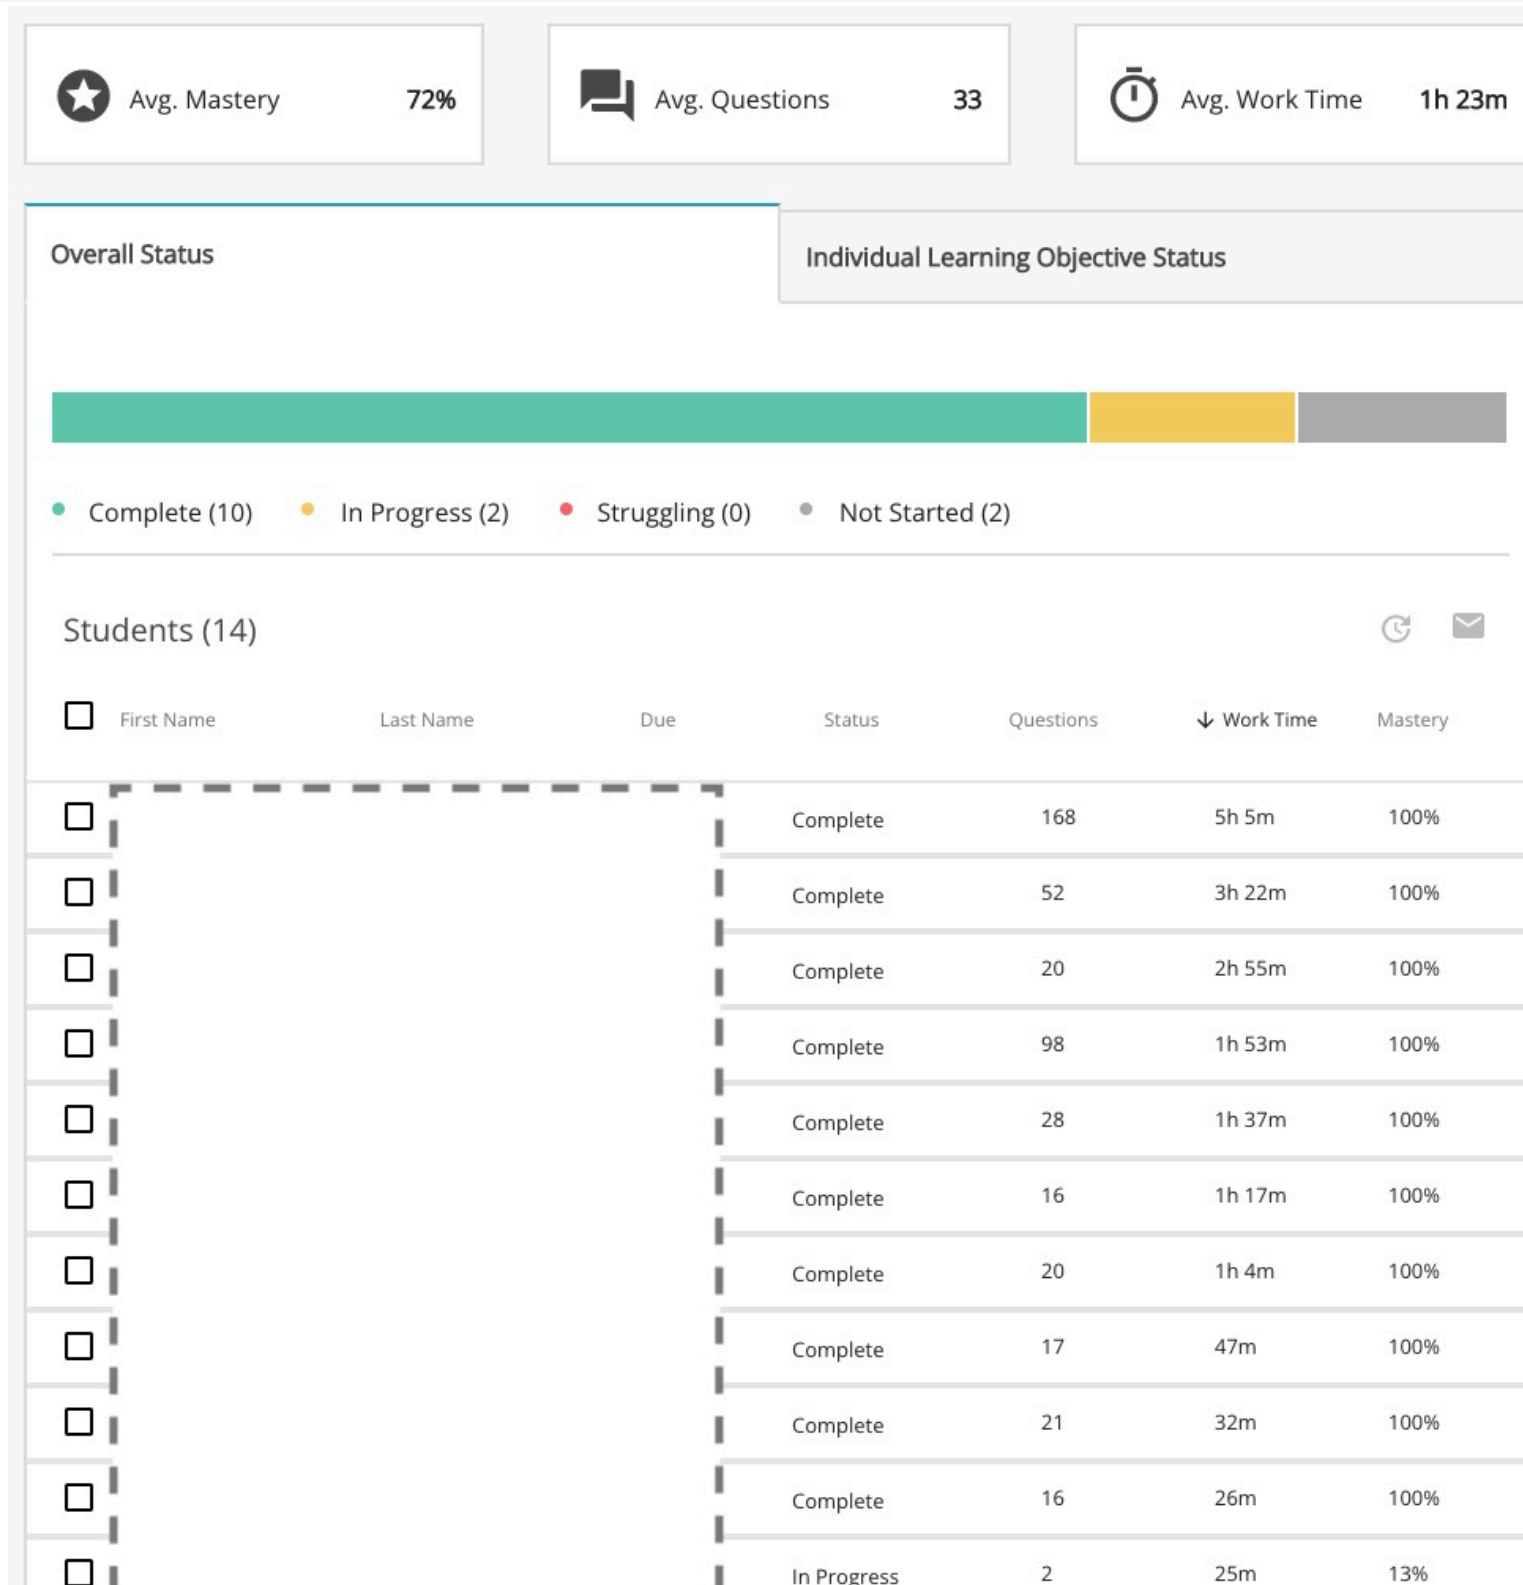 Avg. Mastery 72%
Avg. Questions 33
Avg. Work Time 1h 23m
Overall Status
Individual Learning Objective Status
Complete (10) In Progress (2) Struggling (0) Not Started (2)
Students (14)
First Name Last Name Due Status Questions Work Time Mastery
Complete 168 5h 5m 100%
Complete 52 3h 22m 100%
Complete 20 2h 55m 100%
Complete 98 1h 53m 100%
Complete 28 1h 37m 100%
Complete 16 1h 17m 100%
Complete 20 1h 4m 100%
Complete 17 47m 100%
Complete 21 32m 100%
Complete 16 26m 100%
In Progress 2 25m 13%